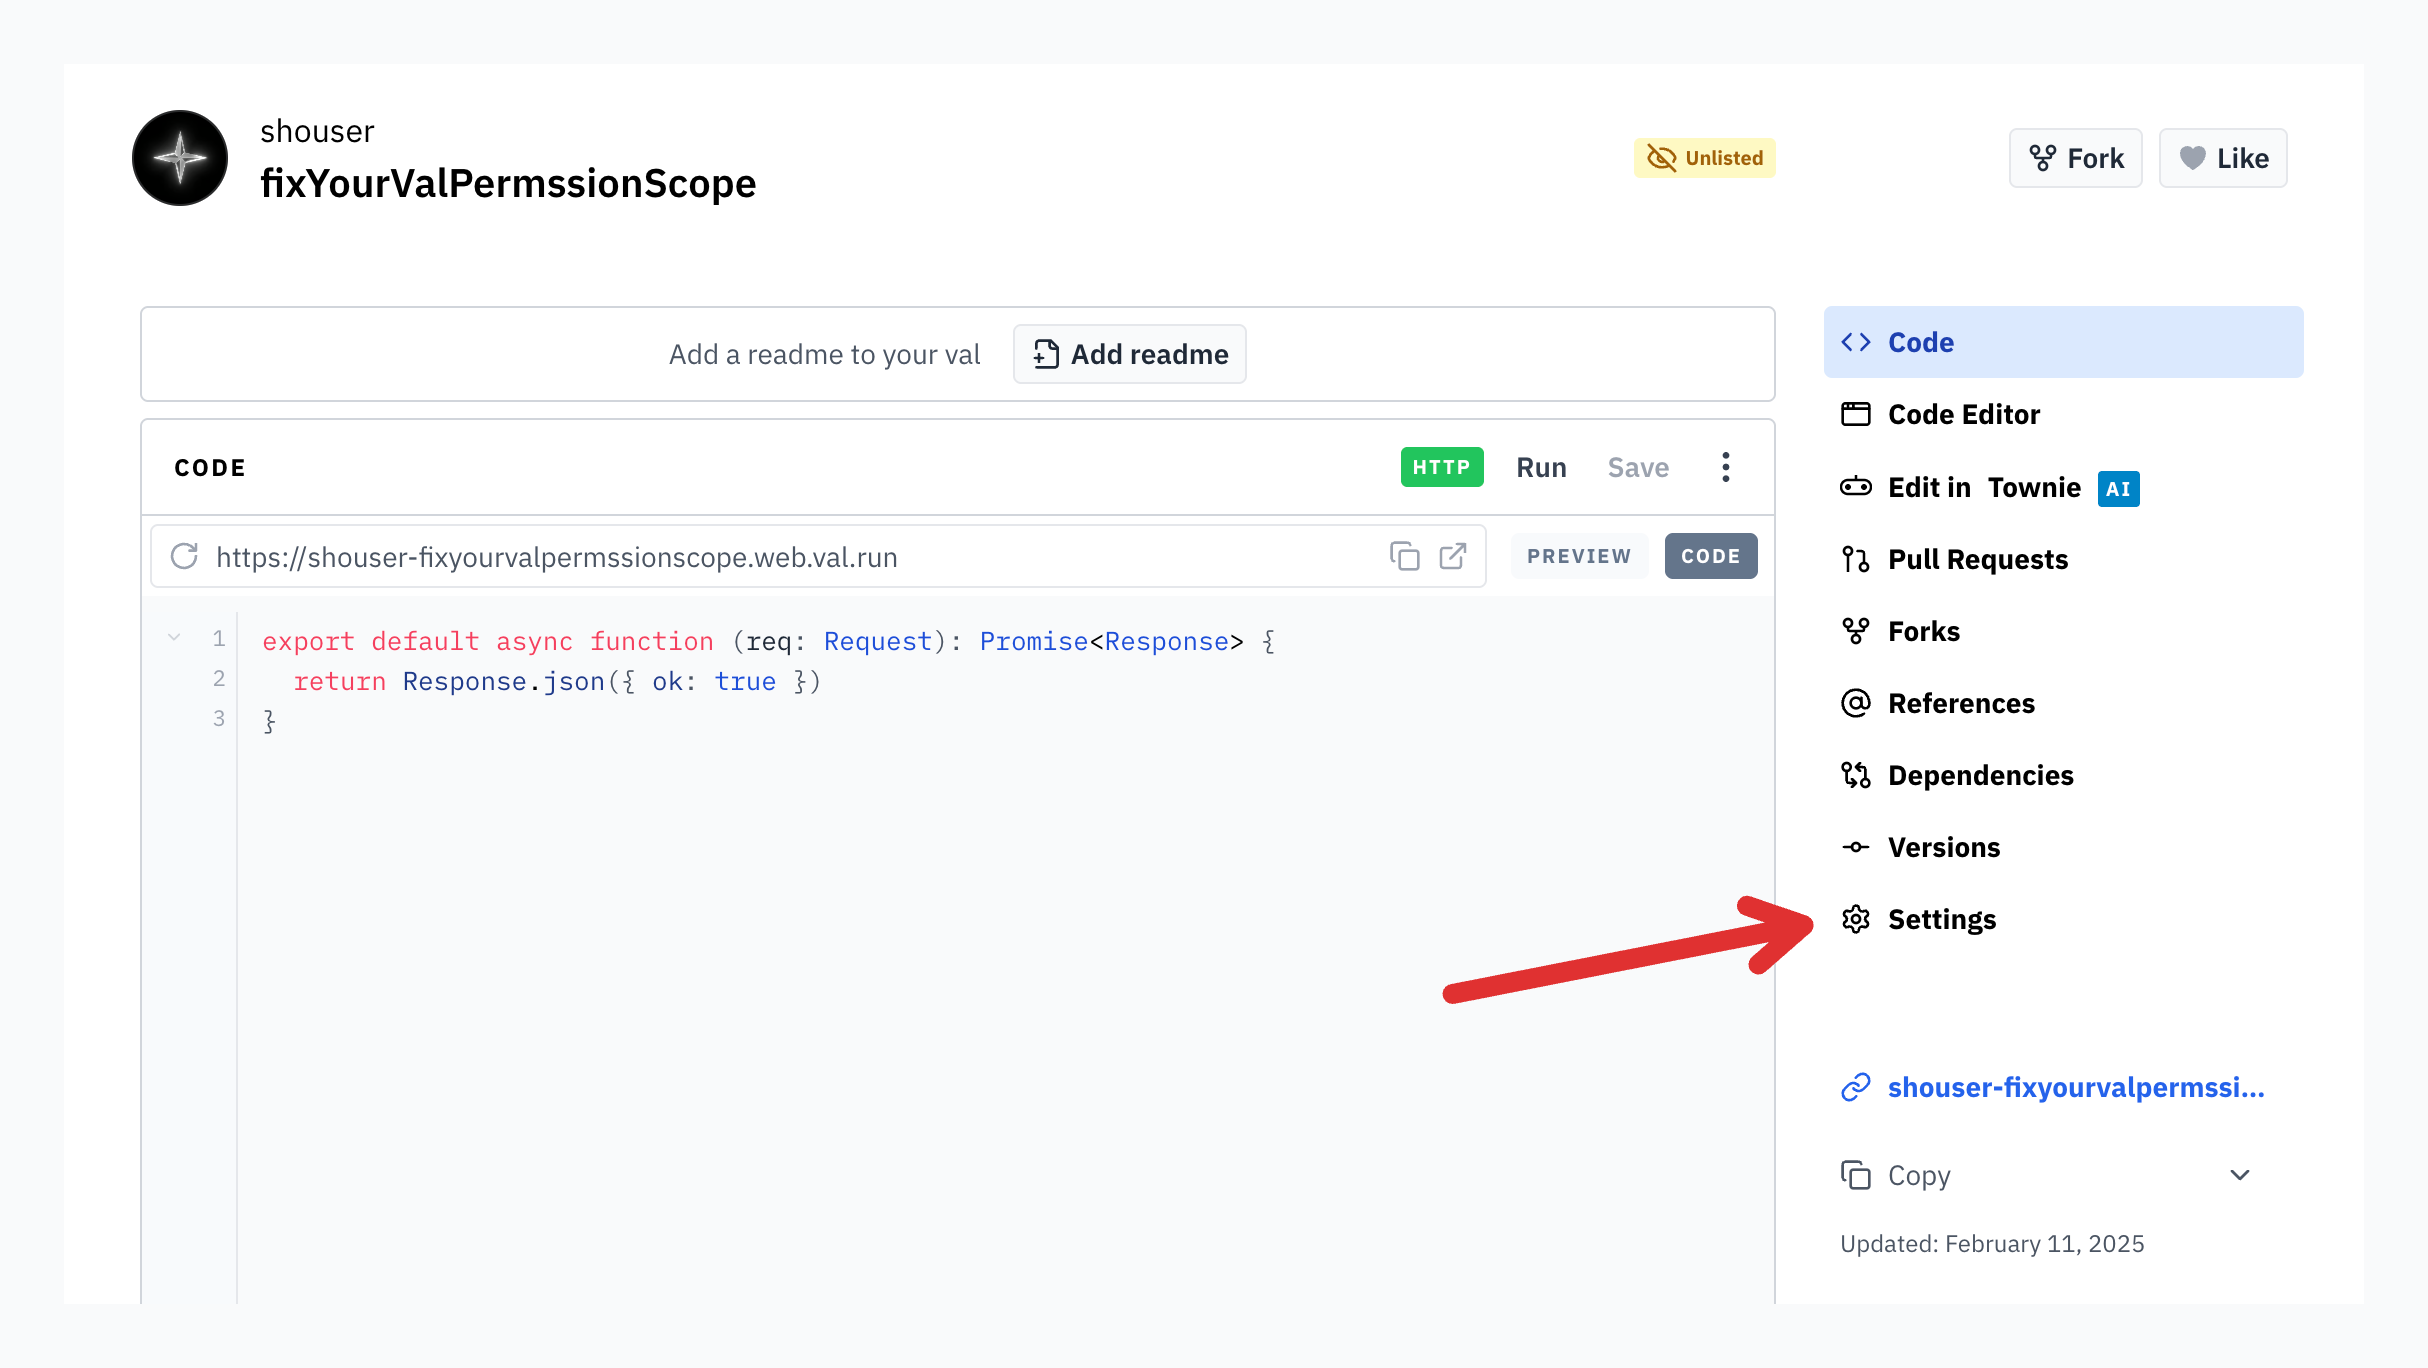 shouser
fixYourValPermssionScope
Unlisted
Fork
Like
Add a readme to your val
Add readme
CODE
HTTP
Run
Save
https://shouser-fixyourvalpermssionscope.web.val.run
PREVIEW
CODE
1 export default async function (req: Request): Promise<Response> {
2 return Response.json({ ok: true })
3 }
Code
Code Editor
Edit in Townie AI
Pull Requests
Forks
References
Dependencies
Versions
Settings
shouser-fixyourvalpermssi...
Copy
Updated: February 11, 2025